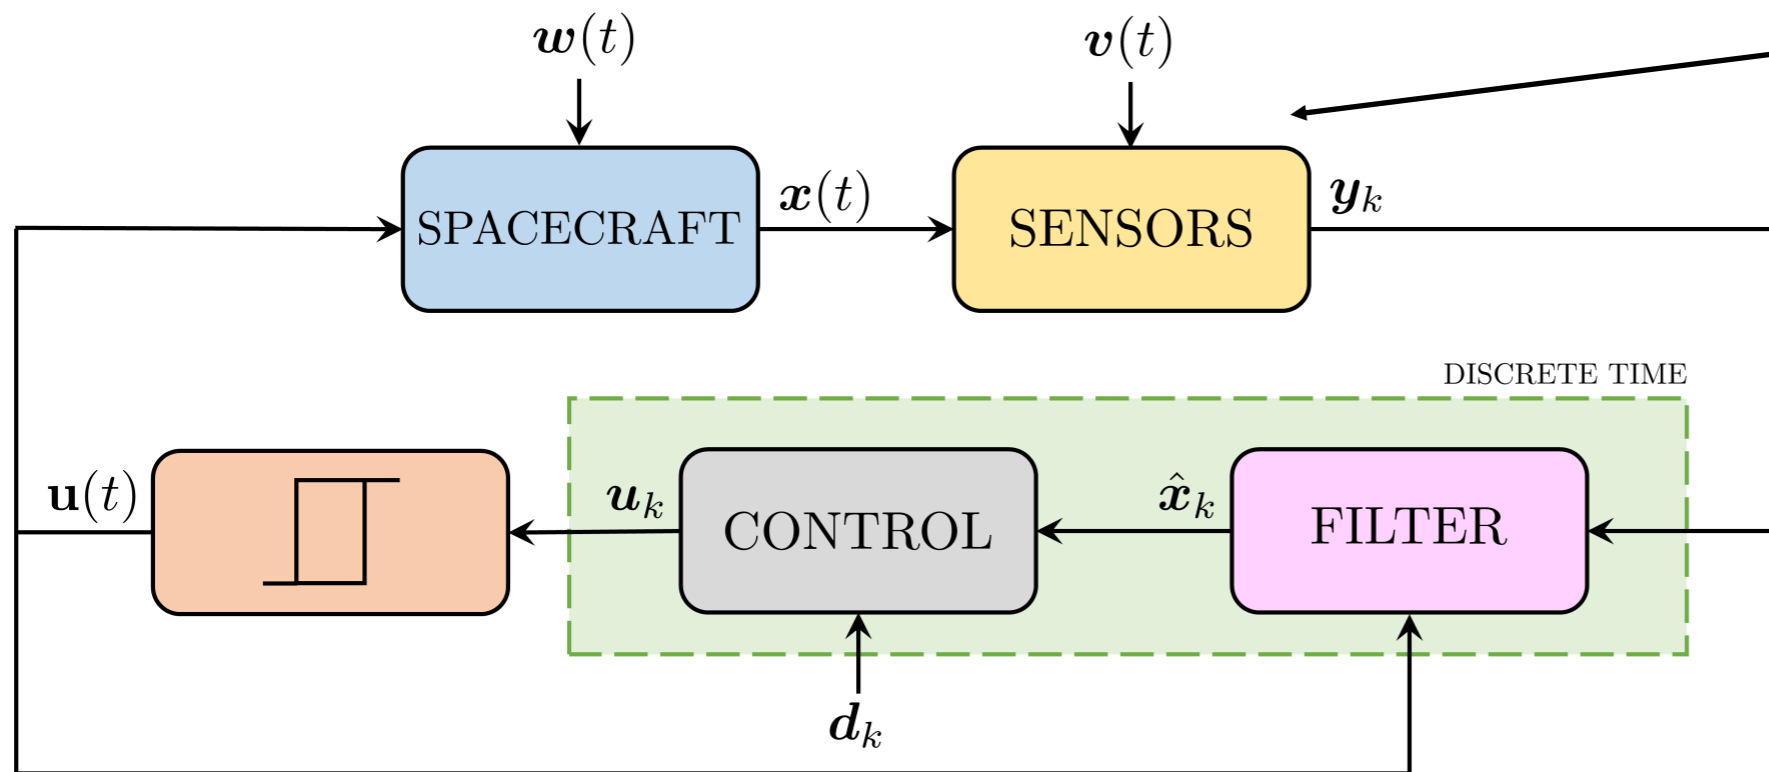 w(t)
v(t)
SPACECRAFT
x(t)
SENSORS
y_k
DISCRETE TIME
u(t)
u_k
CONTROL
x̂_k
FILTER
d_k